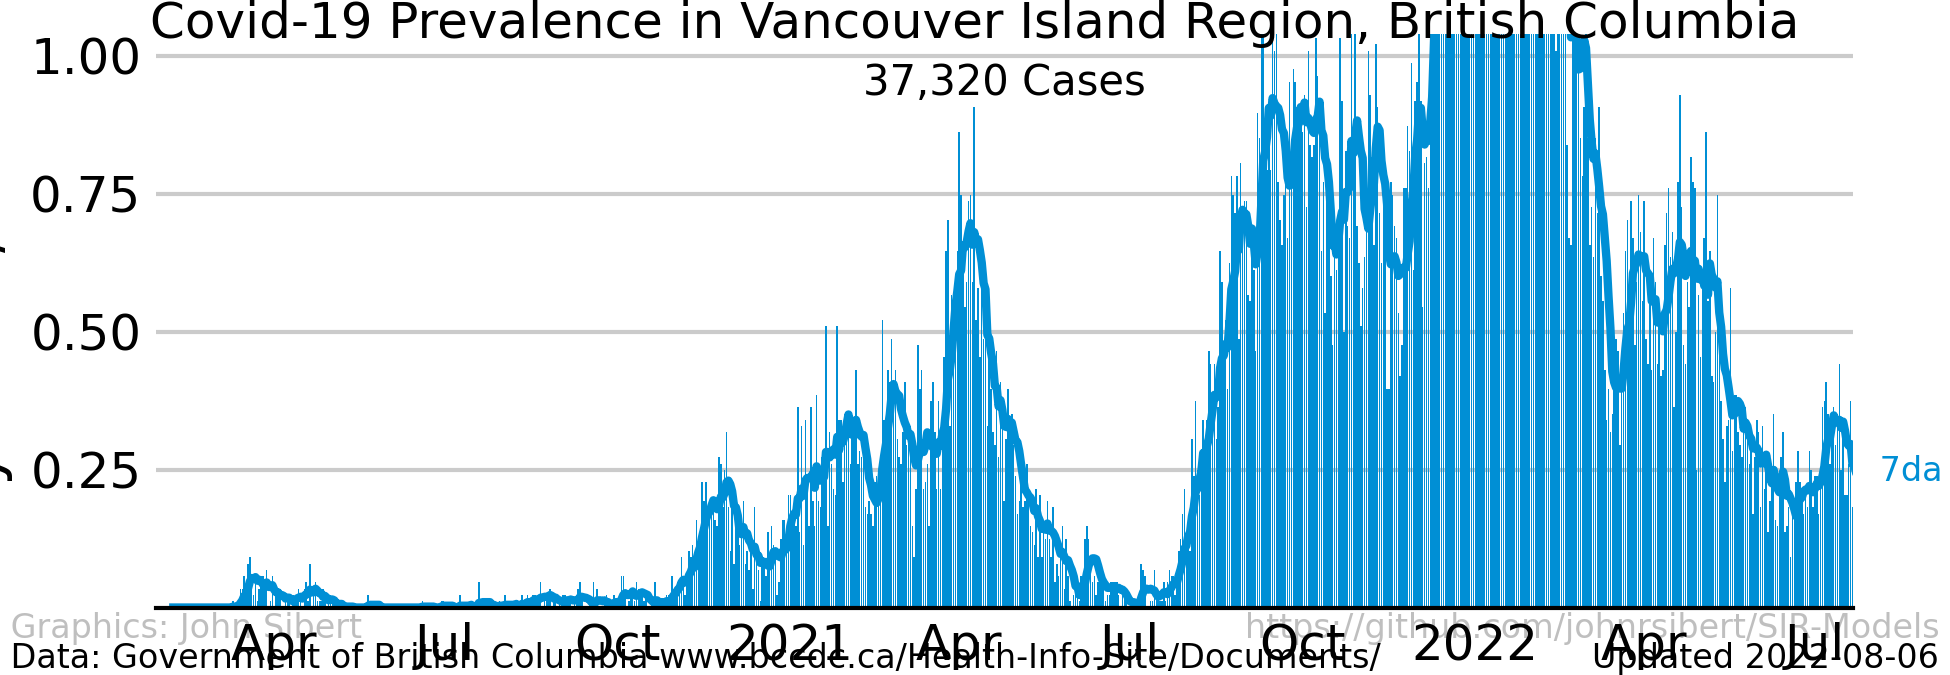 Covid-19 Prevalence in Vancouver Island Region, British Columbia
37,320 Cases
1.00
0.75
0.50
0.25
7da
Apr Jul Oct 2021 Apr Jul Oct 2022 Apr Jul
Graphics: John Sibert https://github.com/johnrsibert/SIR-Models
Data: Government of British Columbia www.bccdc.ca/Health-Info-Site/Documents/ Updated 2022-08-06